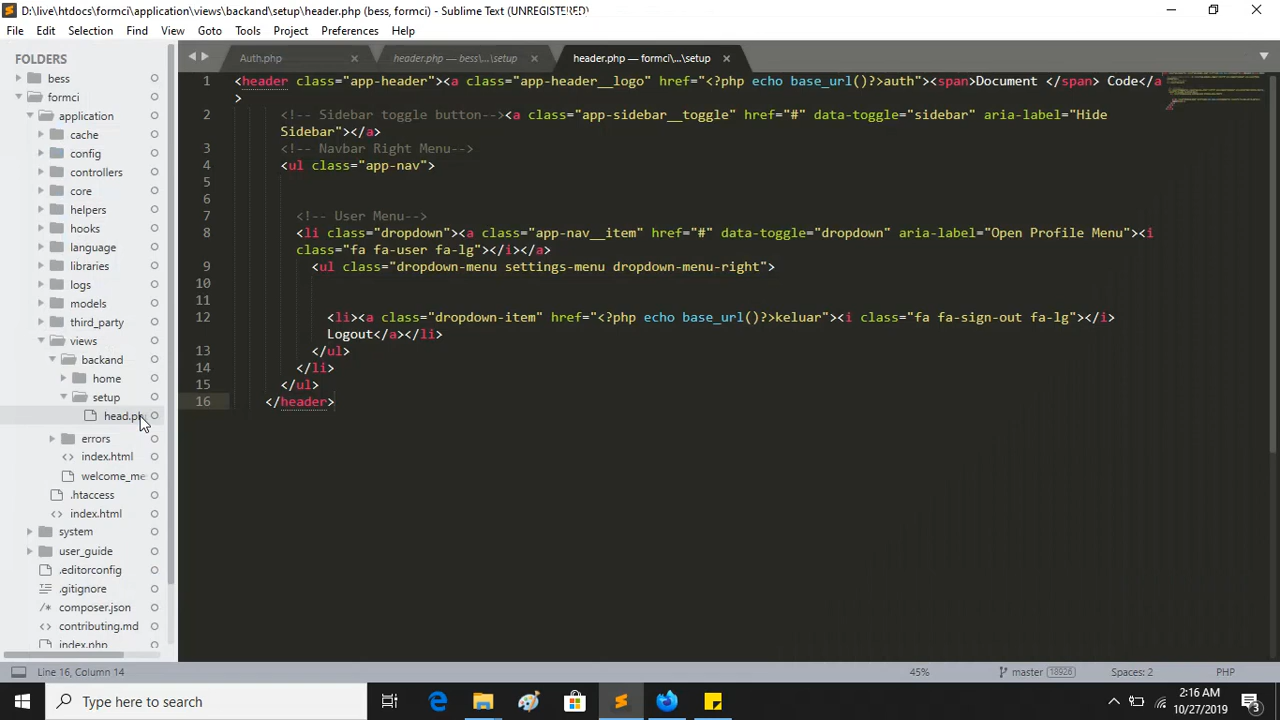 D:\live\htdocs\formci\application\views\backand\setup\header.php (bess, formci) - Sublime Text (UNREGISTERED)
File Edit Selection Find View Goto Tools Project Preferences Help
FOLDERS
bess
formci
application
cache
config
controllers
core
helpers
hooks
language
libraries
logs
models
third_party
views
backand
home
setup
head.ph
errors
index.html
welcome_me
.htaccess
index.html
system
user_guide
.editorconfig
.gitignore
composer.json
contributing.md
index.php
Auth.php
header.php — bess\...\setup
header.php — formci\...\setup
1 <header class="app-header"><a class="app-header__logo" href="<?php echo base_url()?>auth"><span>Document </span> Code</a
>
2 <!-- Sidebar toggle button--><a class="app-sidebar__toggle" href="#" data-toggle="sidebar" aria-label="Hide
Sidebar"></a>
3 <!-- Navbar Right Menu-->
4 <ul class="app-nav">
5
6
7 <!-- User Menu-->
8 <li class="dropdown"><a class="app-nav__item" href="#" data-toggle="dropdown" aria-label="Open Profile Menu"><i
class="fa fa-user fa-lg"></i></a>
9 <ul class="dropdown-menu settings-menu dropdown-menu-right">
10
11
12 <li><a class="dropdown-item" href="<?php echo base_url()?>keluar"><i class="fa fa-sign-out fa-lg"></i>
Logout</a></li>
13 </ul>
14 </li>
15 </ul>
16 </header>
Line 16, Column 14
45%
master 18926
Spaces: 2
PHP
Type here to search
2:16 AM
10/27/2019
3